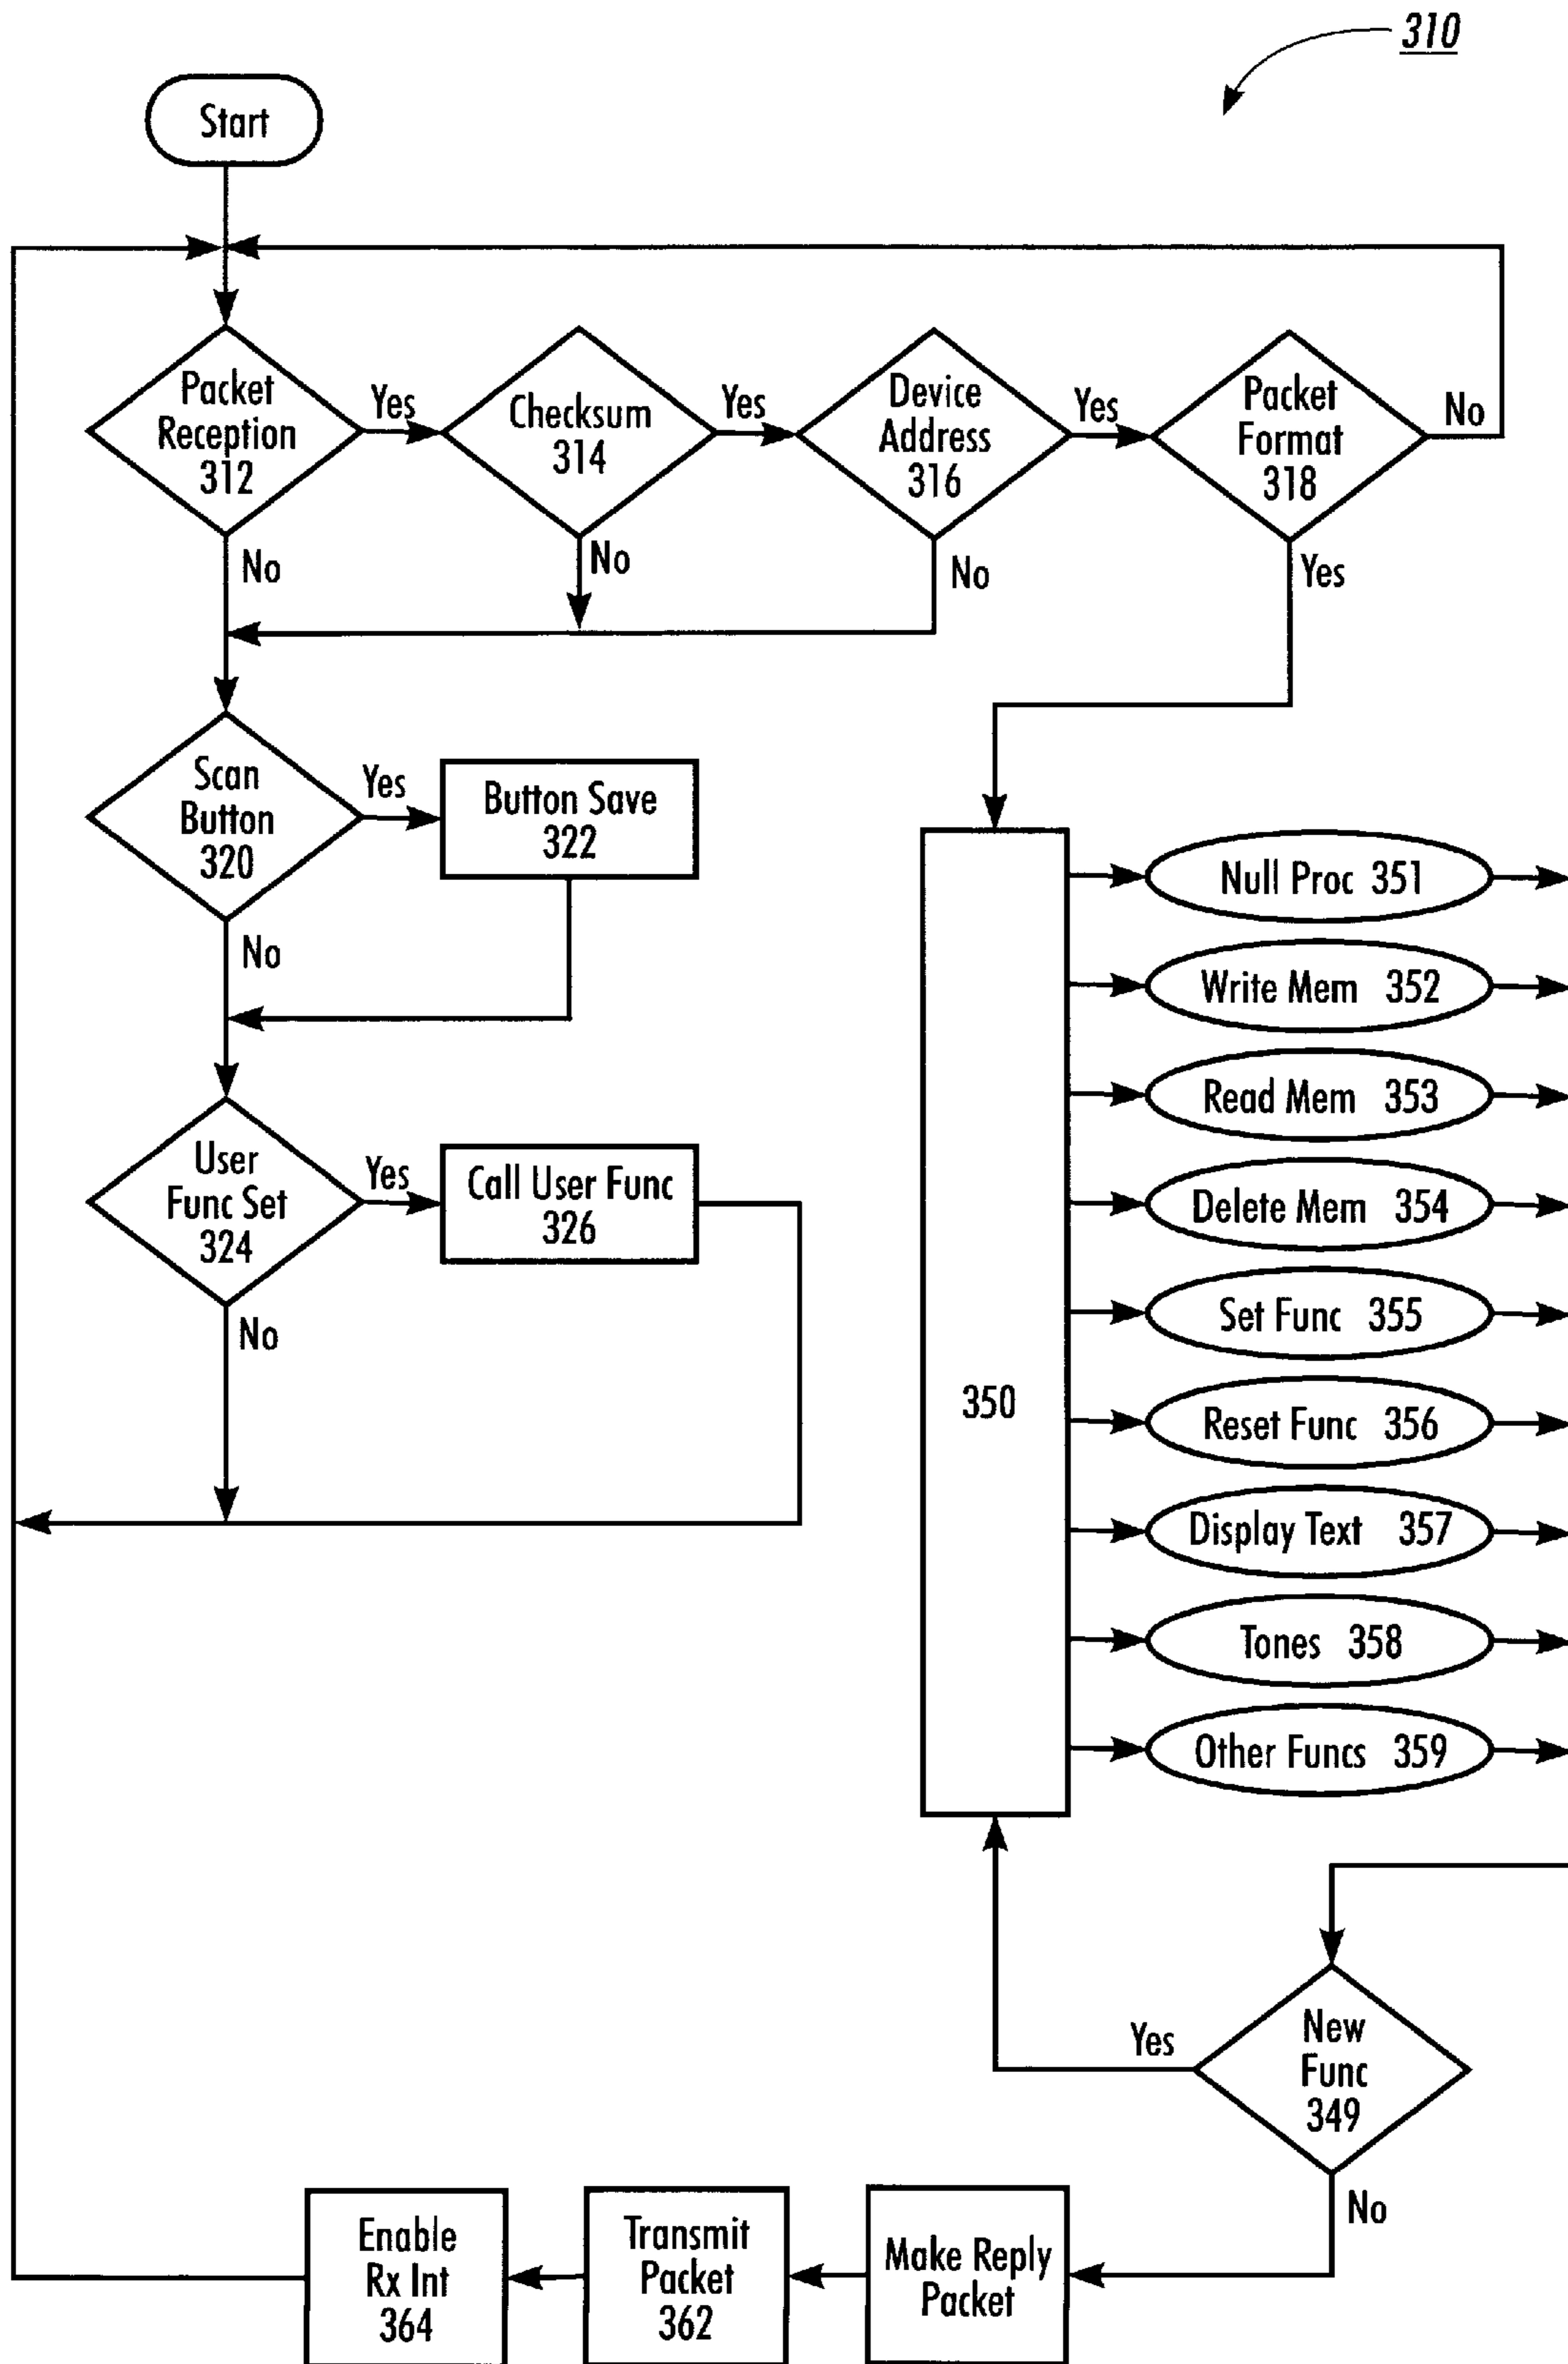 310
Start
Packet
Reception
312
Yes
No
Checksum
314
Yes
No
Device
Address
316
Yes
No
Packet
Format
318
No
Yes
Scan
Button
320
Yes
No
Button Save
322
User
Func Set
324
Yes
No
Call User Func
326
350
Null Proc 351
Write Mem 352
Read Mem 353
Delete Mem 354
Set Func 355
Reset Func 356
Display Text 357
Tones 358
Other Funcs 359
New
Func
349
Yes
No
Make Reply
Packet
Transmit
Packet
362
Enable
Rx Int
364